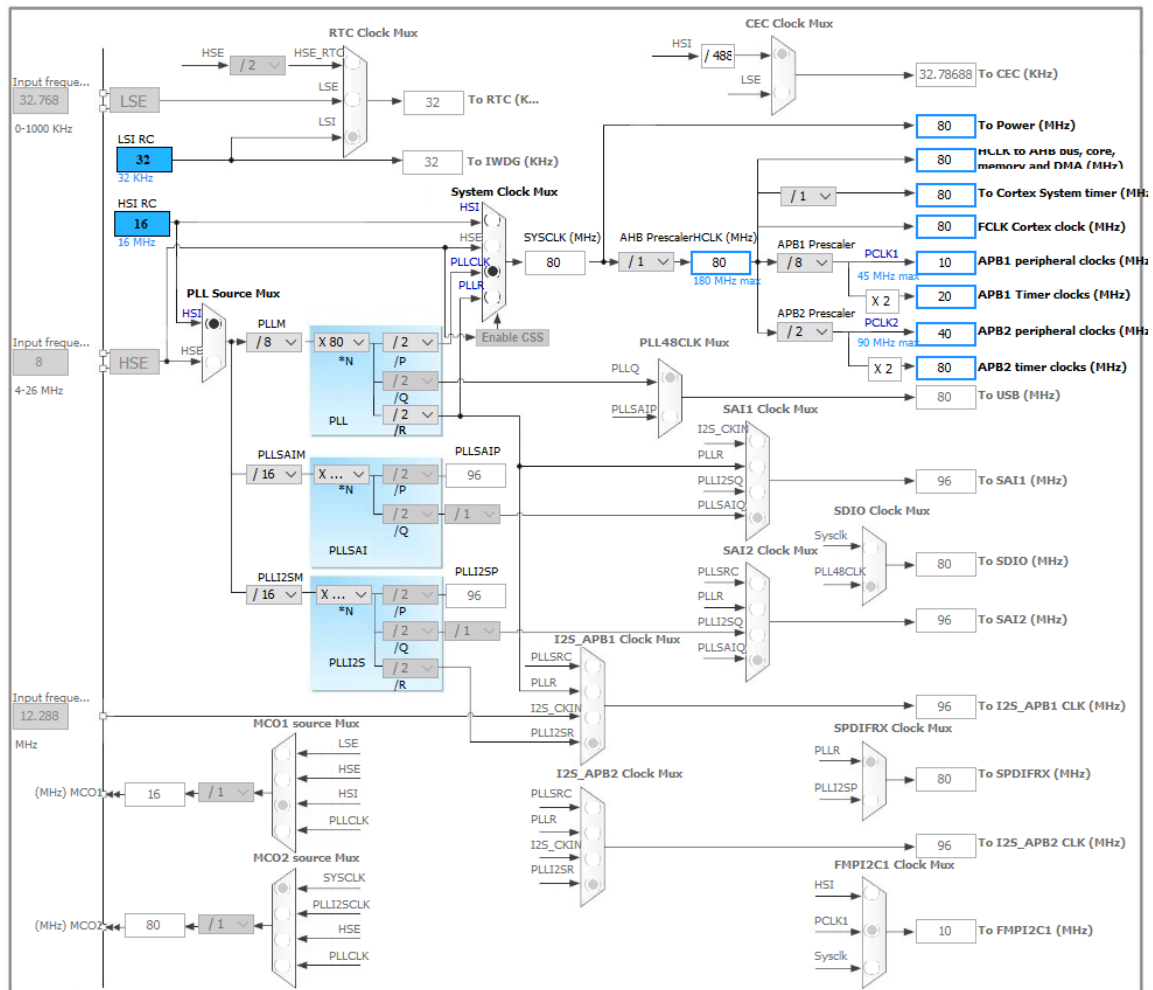 RTC Clock Mux
HSE
/ 2
HSE_RTC
LSE
LSI
32
To RTC (K...
Input freque...
32.768
0-1000 KHz
LSE
LSI RC
32
32 KHz
32
To IWDG (KHz)
CEC Clock Mux
HSI
/ 488
LSE
32.78688
To CEC (KHz)
HSI RC
16
16 MHz
System Clock Mux
HSI
HSE
PLLCLK
PLLR
Enable CSS
SYSCLK (MHz)
80
AHB Prescaler
/ 1
HCLK (MHz)
80
180 MHz max
80
To Power (MHz)
80
HCLK to AHB bus, core,
memory and DMA (MHz)
/ 1
80
To Cortex System timer (MHz
80
FCLK Cortex clock (MHz)
APB1 Prescaler
/ 8
PCLK1
45 MHz max
10
APB1 peripheral clocks (MHz
X 2
20
APB1 Timer clocks (MHz)
APB2 Prescaler
/ 2
PCLK2
90 MHz max
40
APB2 peripheral clocks (MHz
X 2
80
APB2 timer clocks (MHz)
PLL Source Mux
HSI
HSE
Input freque...
8
4-26 MHz
HSE
PLLM
/ 8
X 80
*N
/ 2
/P
/ 2
/Q
/ 2
/R
PLL
PLL48CLK Mux
PLLQ
PLLSAIP
80
To USB (MHz)
PLLSAIM
/ 16
X ...
*N
/ 2
/P
PLLSAIP
96
/ 2
/Q
/ 1
PLLSAI
SAI1 Clock Mux
I2S_CKIN
PLLR
PLLI2SQ
PLLSAIQ
96
To SAI1 (MHz)
SDIO Clock Mux
Sysclk
PLL48CLK
80
To SDIO (MHz)
PLLI2SM
/ 16
X ...
*N
/ 2
/P
PLLI2SP
96
/ 2
/Q
/ 1
/ 2
/R
PLLI2S
SAI2 Clock Mux
PLLSRC
PLLR
PLLI2SQ
PLLSAIQ
96
To SAI2 (MHz)
I2S_APB1 Clock Mux
PLLSRC
PLLR
I2S_CKIN
PLLI2SR
96
To I2S_APB1 CLK (MHz)
Input freque...
12.288
MHz
MCO1 source Mux
LSE
HSE
HSI
PLLCLK
/ 1
16
(MHz) MCO1
SPDIFRX Clock Mux
PLLR
PLLI2SP
80
To SPDIFRX (MHz)
I2S_APB2 Clock Mux
PLLSRC
PLLR
I2S_CKIN
PLLI2SR
96
To I2S_APB2 CLK (MHz)
MCO2 source Mux
SYSCLK
PLLI2SCLK
HSE
PLLCLK
/ 1
80
(MHz) MCO2
FMPI2C1 Clock Mux
HSI
PCLK1
Sysclk
10
To FMPI2C1 (MHz)